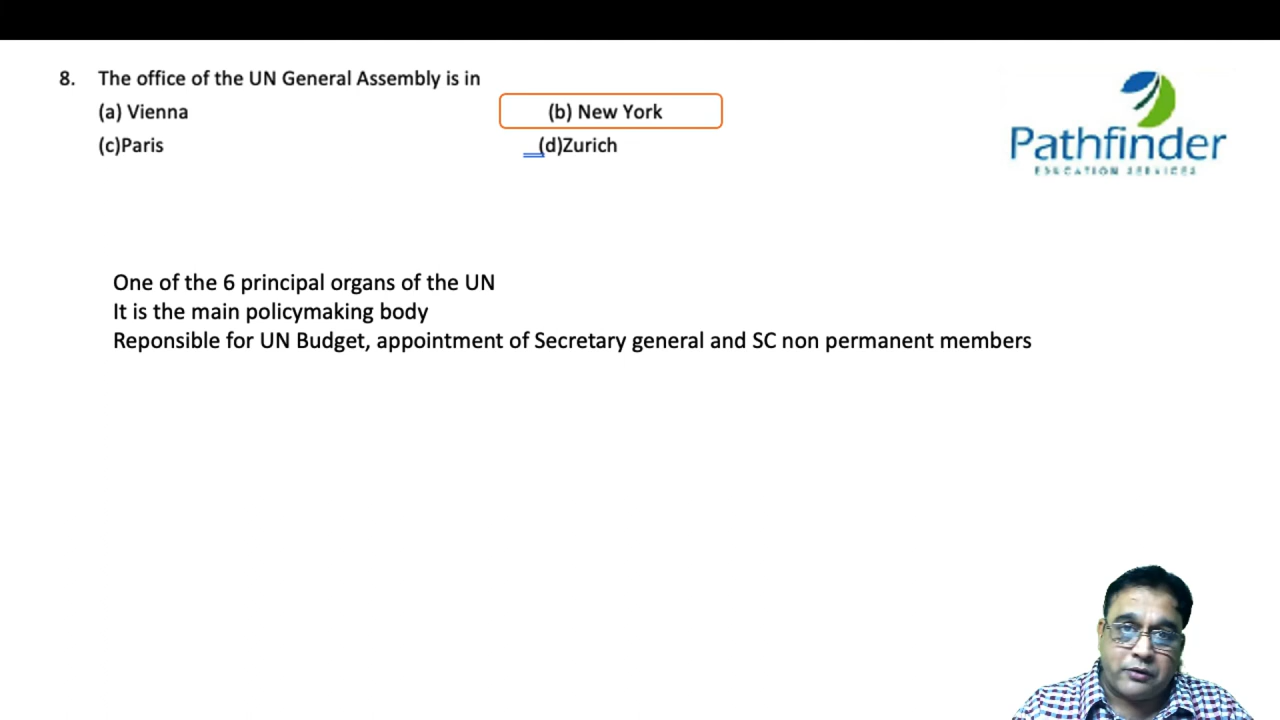 8. The office of the UN General Assembly is in
(a) Vienna (b) New York
(c)Paris (d)Zurich
Pathfinder
EDUCATION SERVICES
One of the 6 principal organs of the UN
It is the main policymaking body
Reponsible for UN Budget, appointment of Secretary general and SC non permanent members